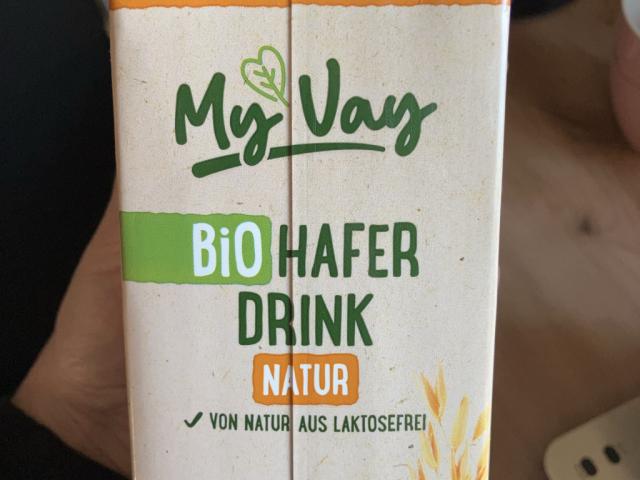 My Vay
BiO HAFER
DRINK
NATUR
VON NATUR AUS LAKTOSEFREI